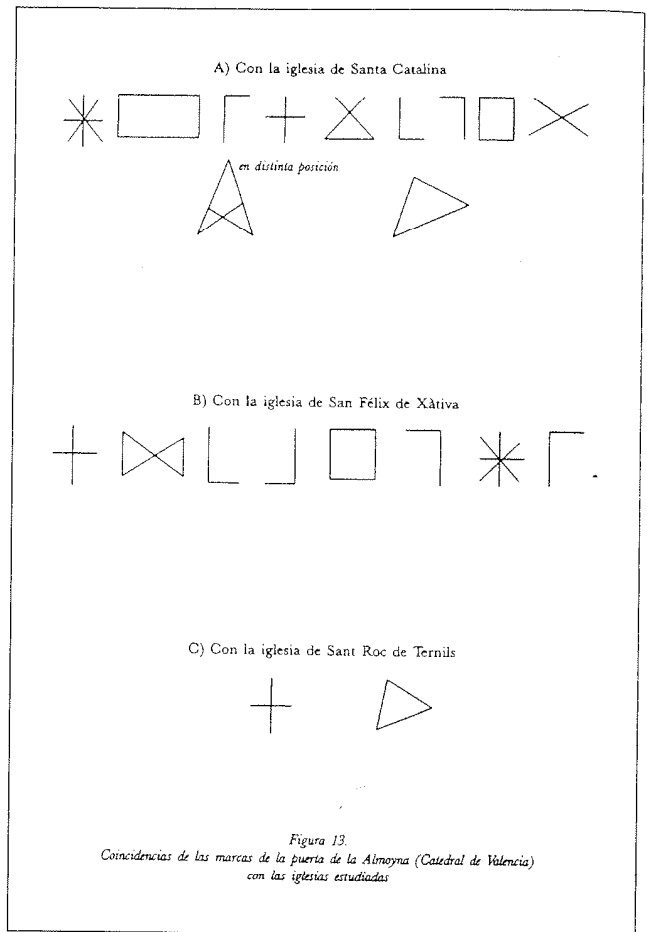 A) Con la iglesia de Santa Catalina
en distinta posición
B) Con la iglesia de San Félix de Xàtiva
C) Con la iglesia de Sant Roc de Ternils
Figura 13.
Coincidencias de las marcas de la puerta de la Almoyna (Catedral de Valencia)
con las iglesias estudiadas